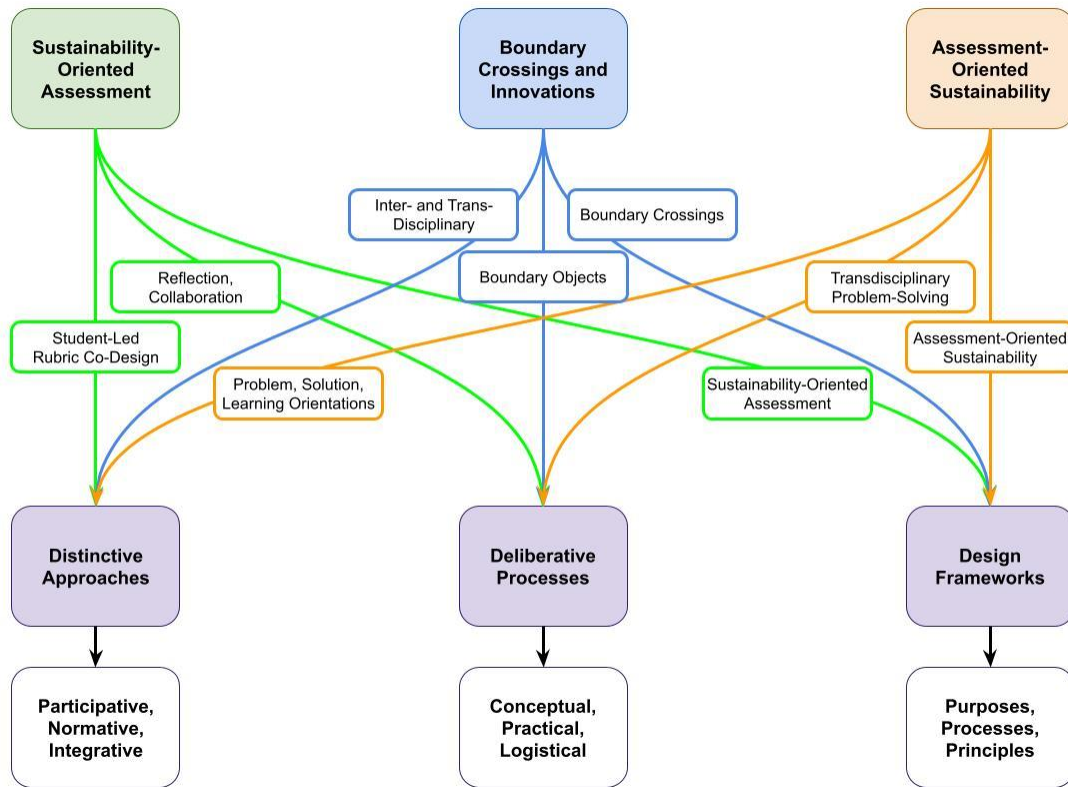 Sustainability-
Oriented
Assessment
Boundary
Crossings and
Innovations
Assessment-
Oriented
Sustainability
Inter- and Trans-
Disciplinary
Boundary Crossings
Boundary Objects
Reflection,
Collaboration
Transdisciplinary
Problem-Solving
Student-Led
Rubric Co-Design
Assessment-Oriented
Sustainability
Problem, Solution,
Learning Orientations
Sustainability-Oriented
Assessment
Distinctive
Approaches
Deliberative
Processes
Design
Frameworks
Participative,
Normative,
Integrative
Conceptual,
Practical,
Logistical
Purposes,
Processes,
Principles